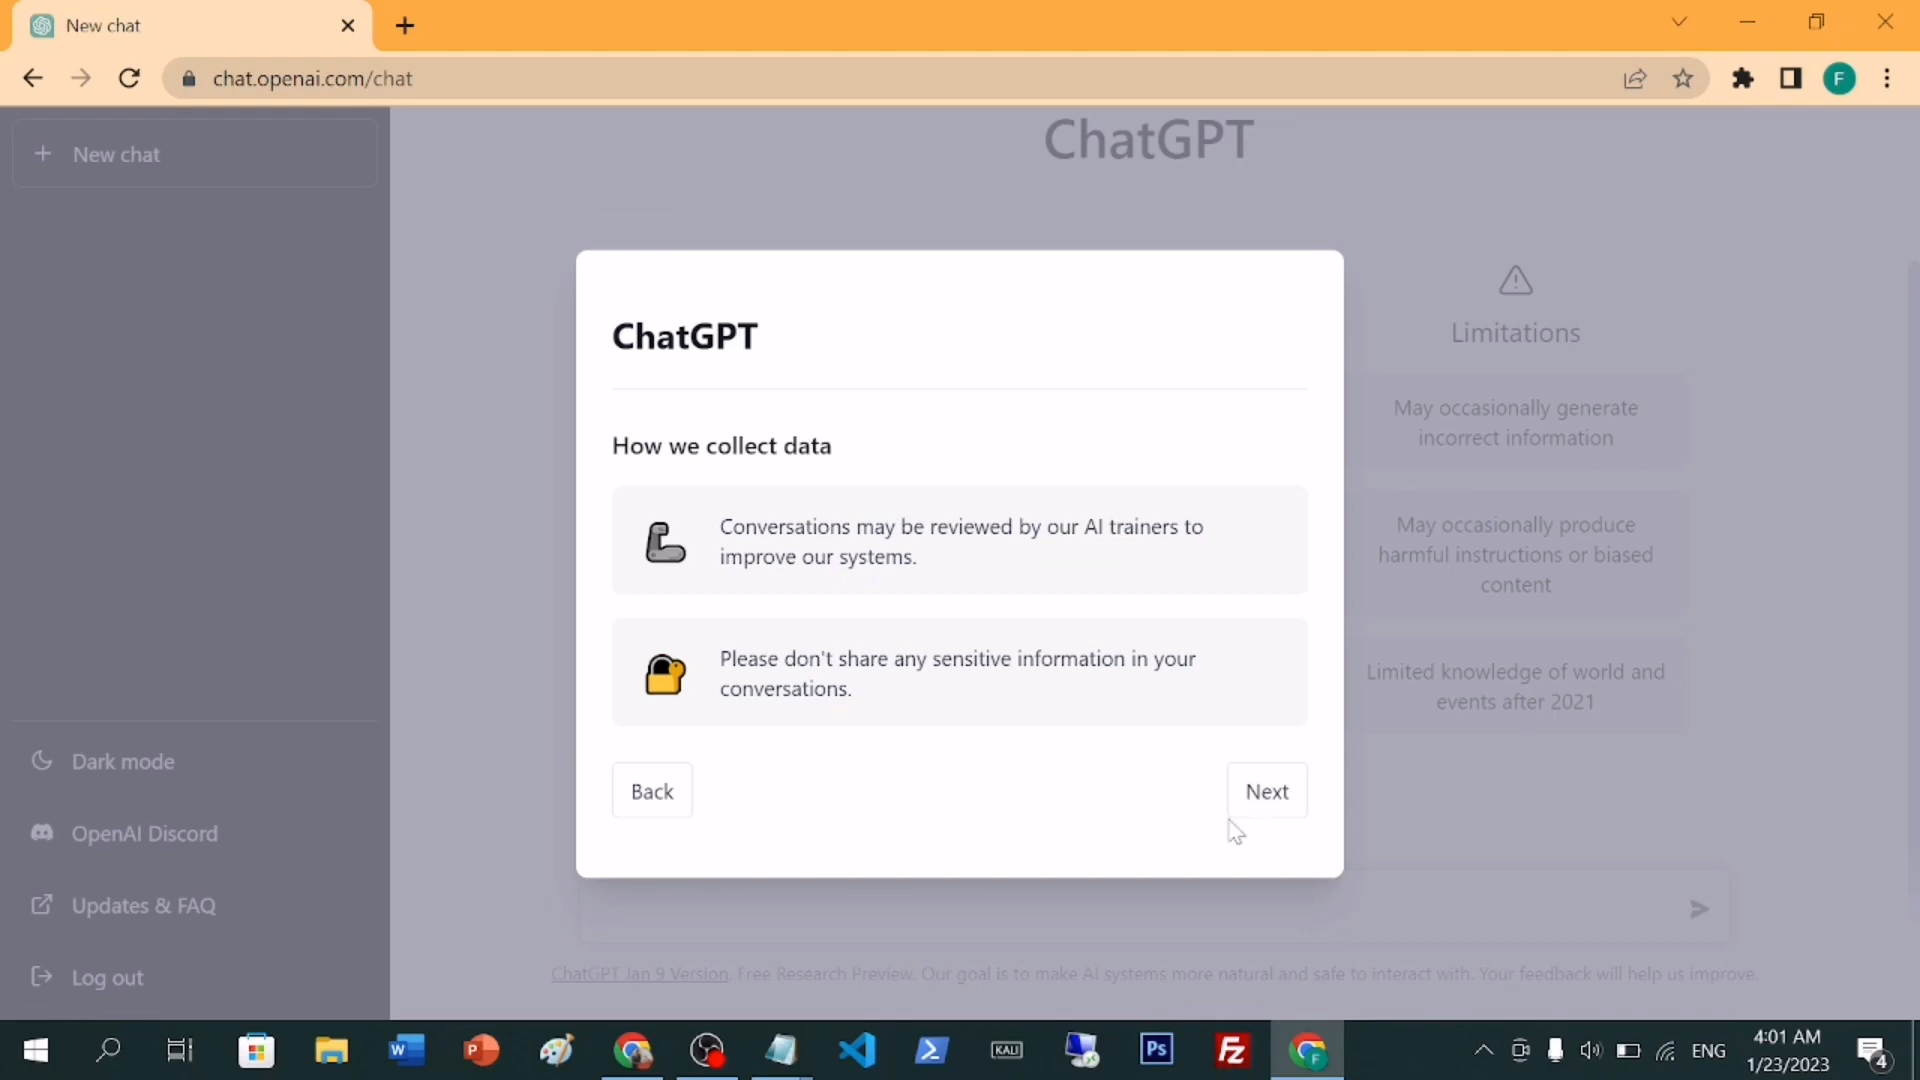 New chat
chat.openai.com/chat
F
New chat
ChatGPT
Limitations
May occasionally generate
incorrect information
May occasionally produce
harmful instructions or biased
content
Limited knowledge of world and
events after 2021
ChatGPT
How we collect data
Conversations may be reviewed by our AI trainers to
improve our systems.
Please don't share any sensitive information in your
conversations.
Back
Next
Dark mode
OpenAI Discord
Updates & FAQ
Log out
ChatGPT Jan 9 Version. Free Research Preview. Our goal is to make AI systems more natural and safe to interact with. Your feedback will help us improve.
W
P
KALI
Ps
Fz
F
ENG
4:01 AM
1/23/2023
4